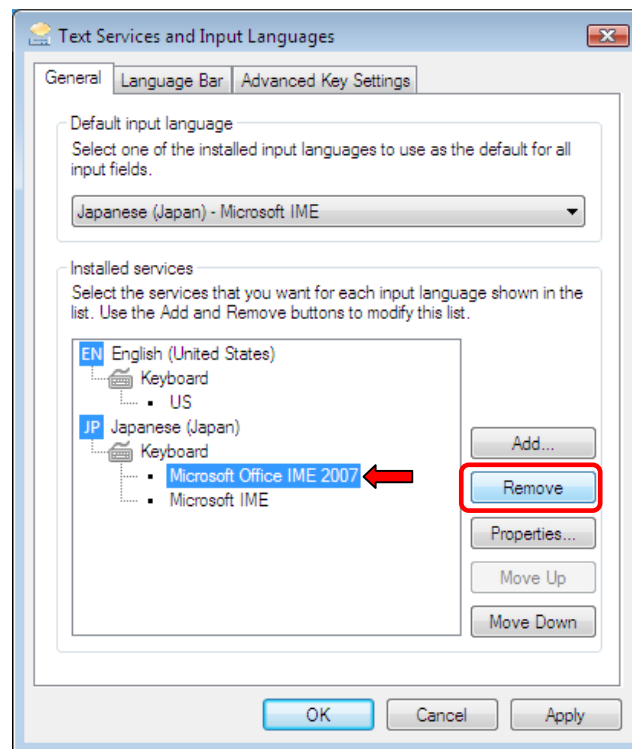 Text Services and Input Languages
General
Language Bar
Advanced Key Settings
Default input language
Select one of the installed input languages to use as the default for all
input fields.
Japanese (Japan) - Microsoft IME
Installed services
Select the services that you want for each input language shown in the
list. Use the Add and Remove buttons to modify this list.
EN English (United States)
Keyboard
US
JP Japanese (Japan)
Keyboard
Microsoft Office IME 2007
Microsoft IME
Add...
Remove
Properties...
Move Up
Move Down
OK
Cancel
Apply